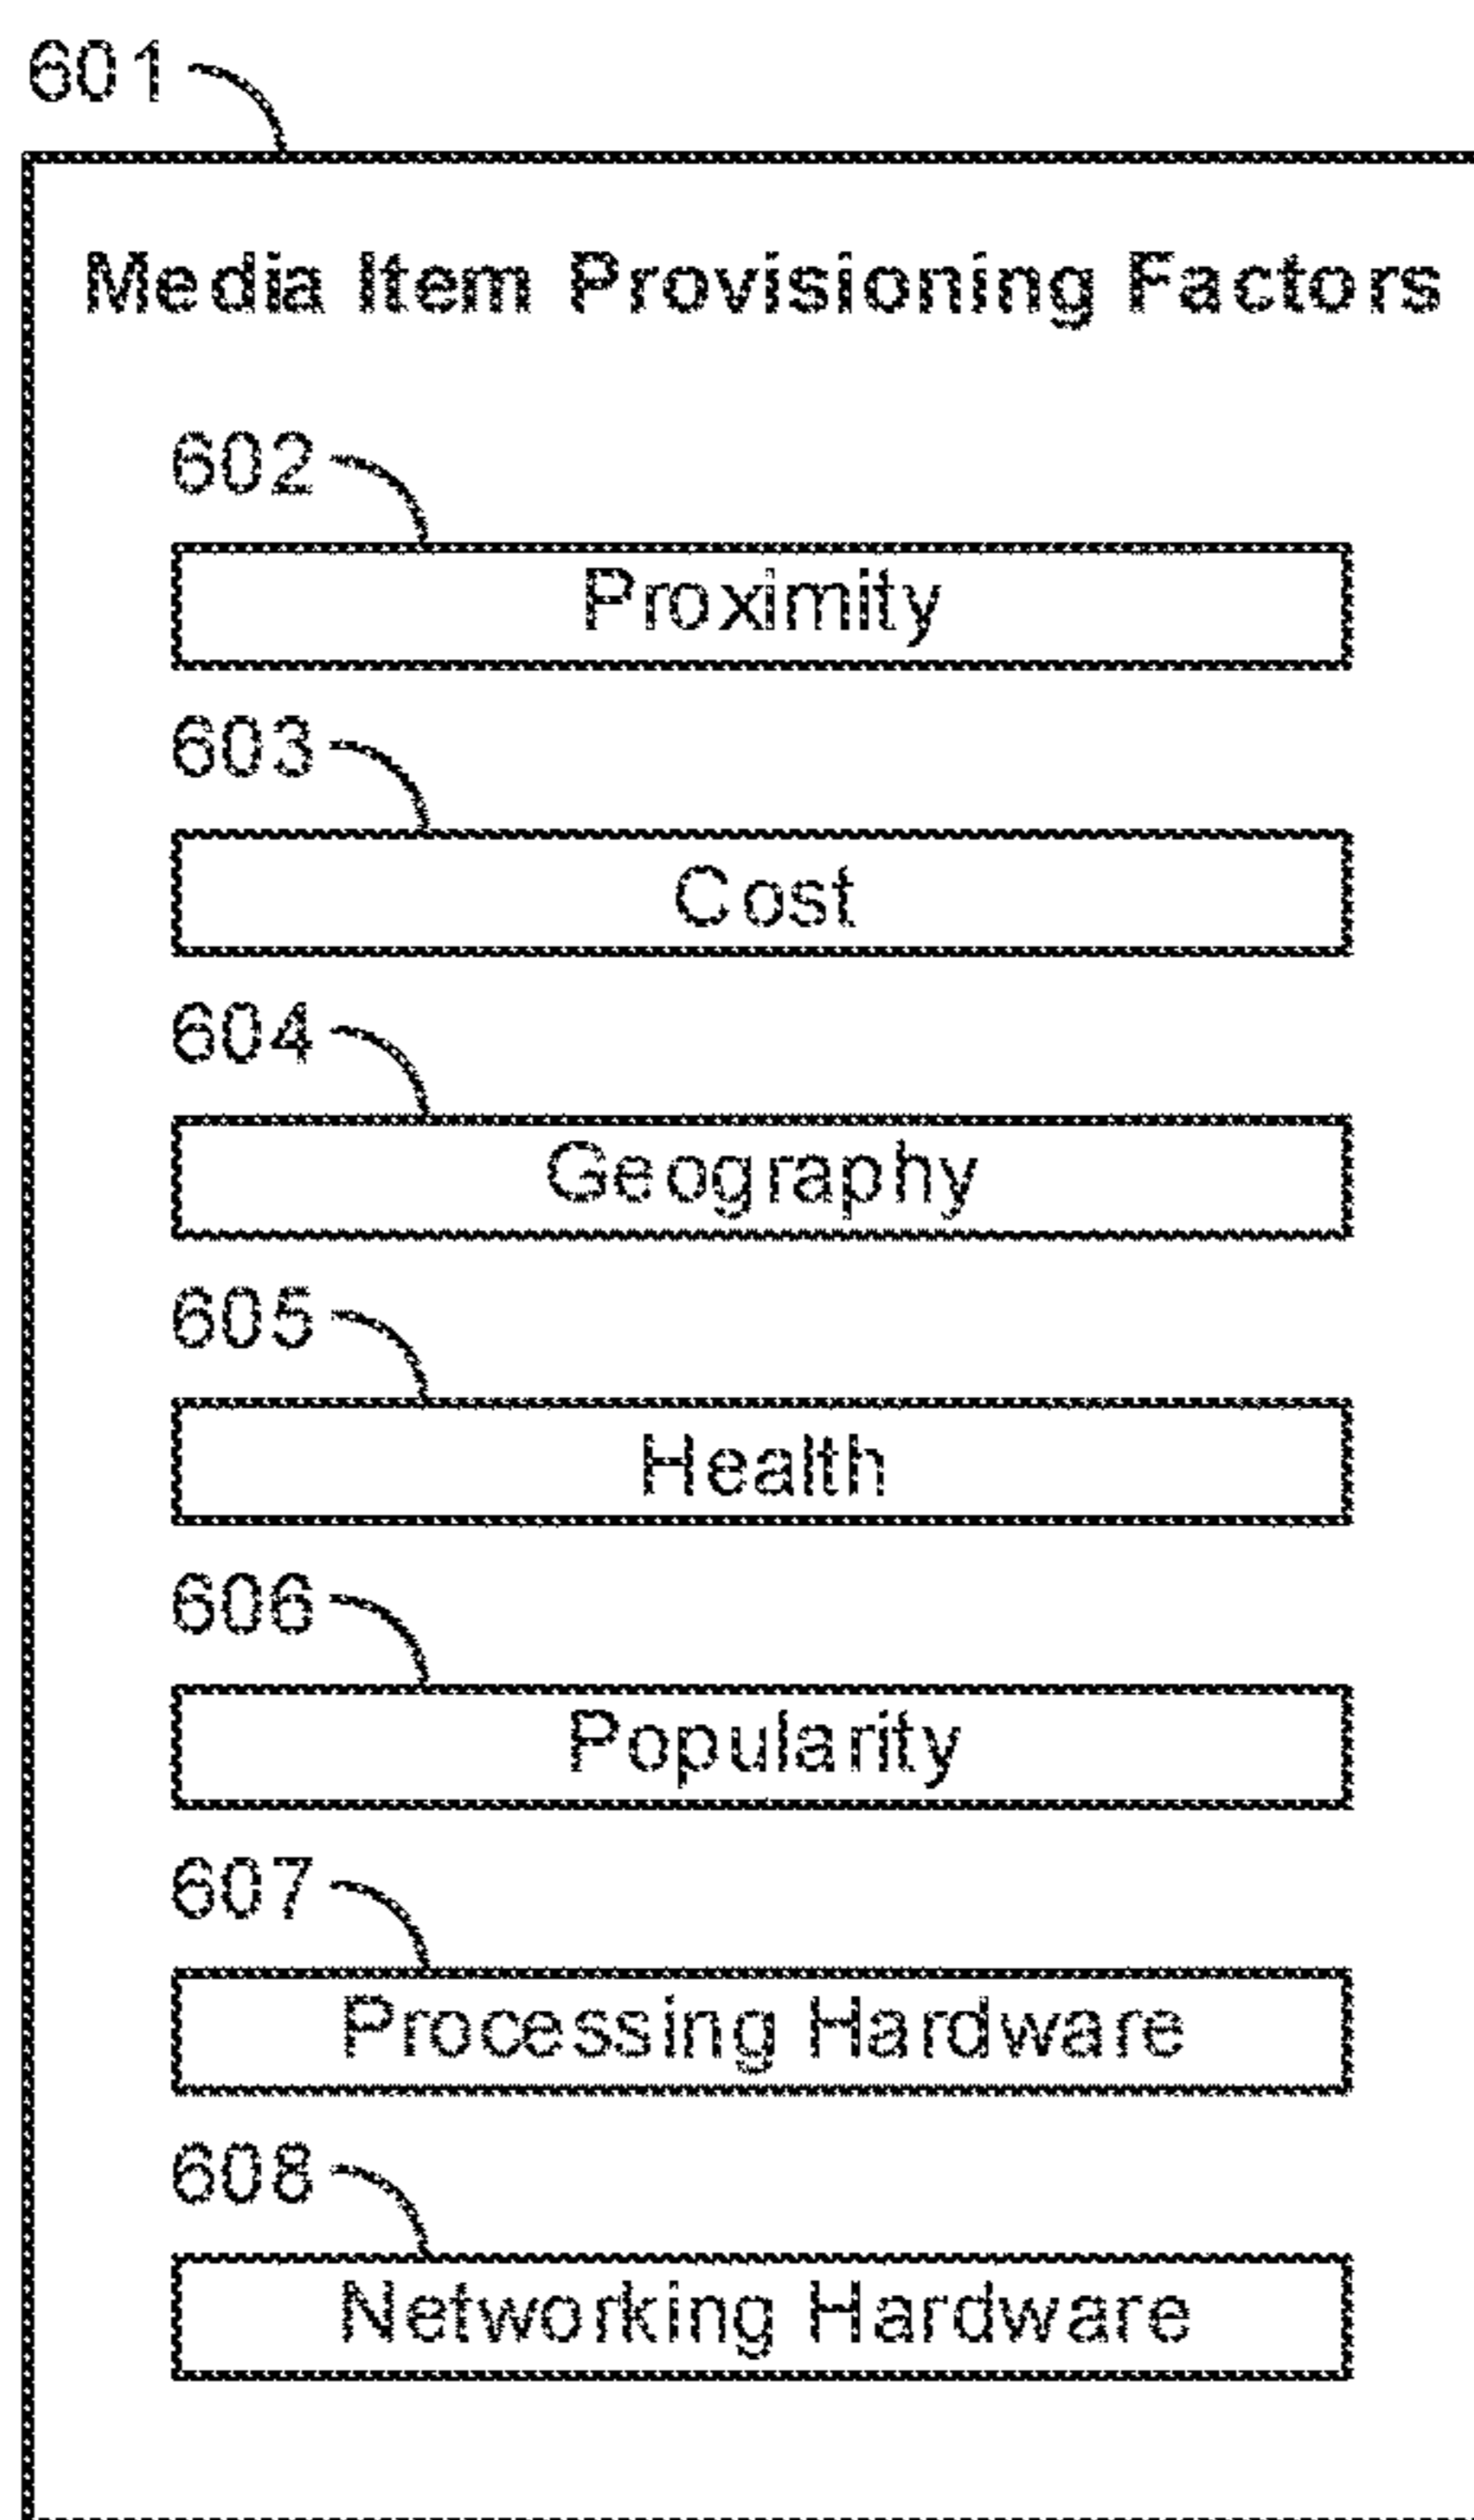 601
Media Item Provisioning Factors
602
Proximity
603
Cost
604
Geography
605
Health
606
Popularity
607
Processing Hardware
608
Networking Hardware